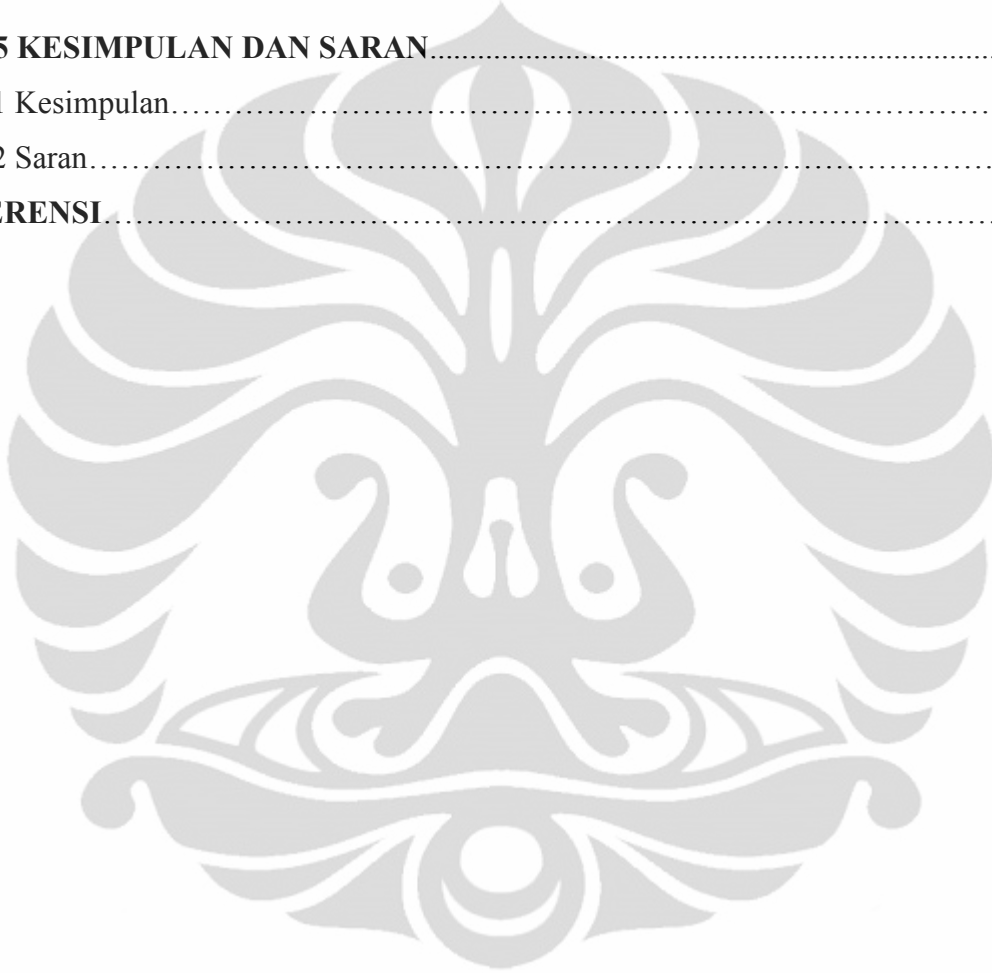 5 KESIMPULAN DAN SARAN..........................................................................................
1 Kesimpulan…………………………………………………………………………
2 Saran…………………………………………………………………………………
ERENSI………………………………………………………………………………